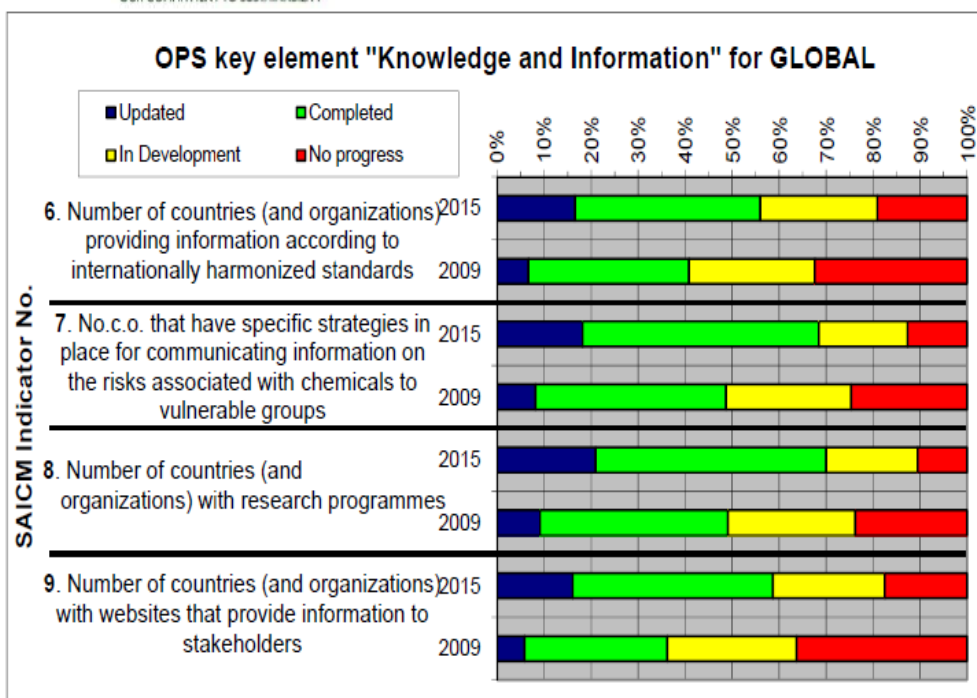 OPS key element "Knowledge and Information" for GLOBAL
Updated
Completed
In Development
No progress
0%
10%
20%
30%
40%
50%
60%
70%
80%
90%
100%
SAICM Indicator No.
6. Number of countries (and organizations)
providing information according to
internationally harmonized standards
2015
2009
7. No.c.o. that have specific strategies in
place for communicating information on
the risks associated with chemicals to
vulnerable groups
2015
2009
8. Number of countries (and
organizations) with research programmes
2015
2009
9. Number of countries (and organizations)
with websites that provide information to
stakeholders
2015
2009